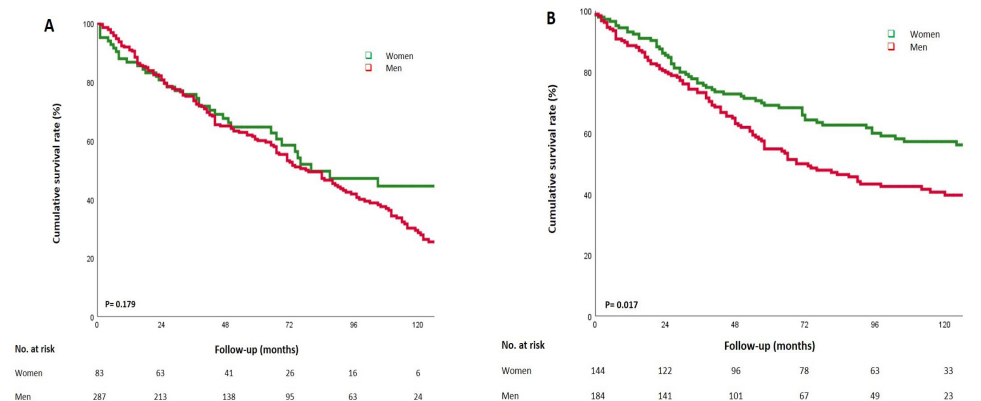 A
Cumulative survival rate (%)
100
80
60
40
20
0
Women
Men
P= 0.179
0 24 48 72 96 120
No. at risk
Follow-up (months)
Women 83 63 41 26 16 6
Men 287 213 138 95 63 24
B
Cumulative survival rate (%)
100
80
60
40
20
0
Women
Men
P= 0.017
0 24 48 72 96 120
No. at risk
Follow-up (months)
Women 144 122 96 78 63 33
Men 184 141 101 67 49 23